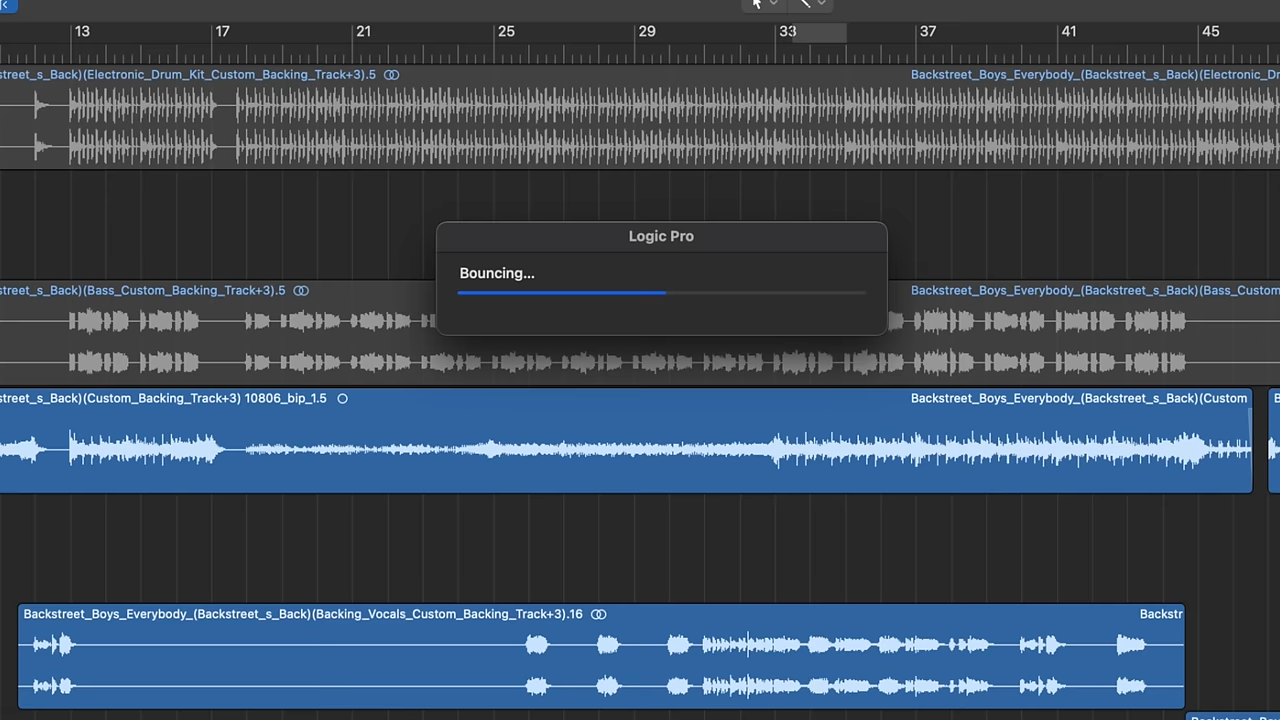 13 17 21 25 29 33 37 41 45
street_s_Back)(Electronic_Drum_Kit_Custom_Backing_Track+3).5
Backstreet_Boys_Everybody_(Backstreet_s_Back)(Electronic_Dr
Logic Pro
Bouncing...
street_s_Back)(Bass_Custom_Backing_Track+3).5
Backstreet_Boys_Everybody_(Backstreet_s_Back)(Bass_Custom
street_s_Back)(Custom_Backing_Track+3) 10806_bip_1.5
Backstreet_Boys_Everybody_(Backstreet_s_Back)(Custom
B
Backstreet_Boys_Everybody_(Backstreet_s_Back)(Backing_Vocals_Custom_Backing_Track+3).16
Backstr